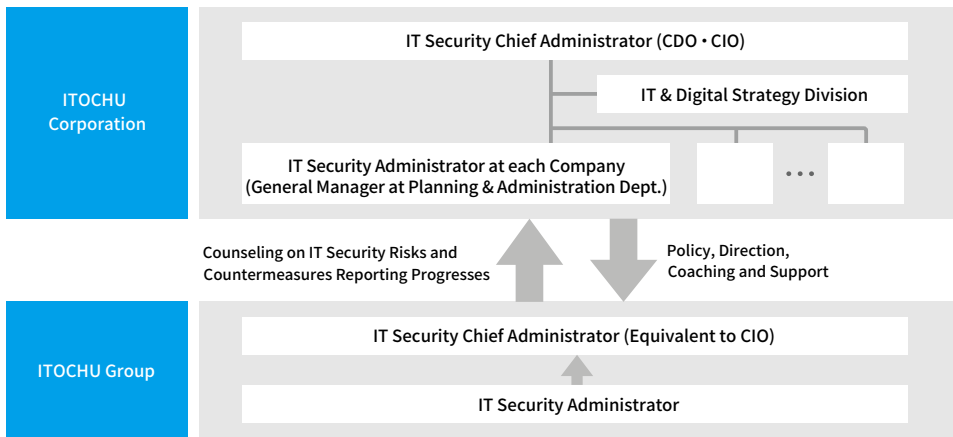 ITOCHU
Corporation
IT Security Chief Administrator (CDO・CIO)
IT & Digital Strategy Division
IT Security Administrator at each Company
(General Manager at Planning & Administration Dept.)
• • •
Counseling on IT Security Risks and
Countermeasures Reporting Progresses
Policy, Direction,
Coaching and Support
ITOCHU Group
IT Security Chief Administrator (Equivalent to CIO)
IT Security Administrator